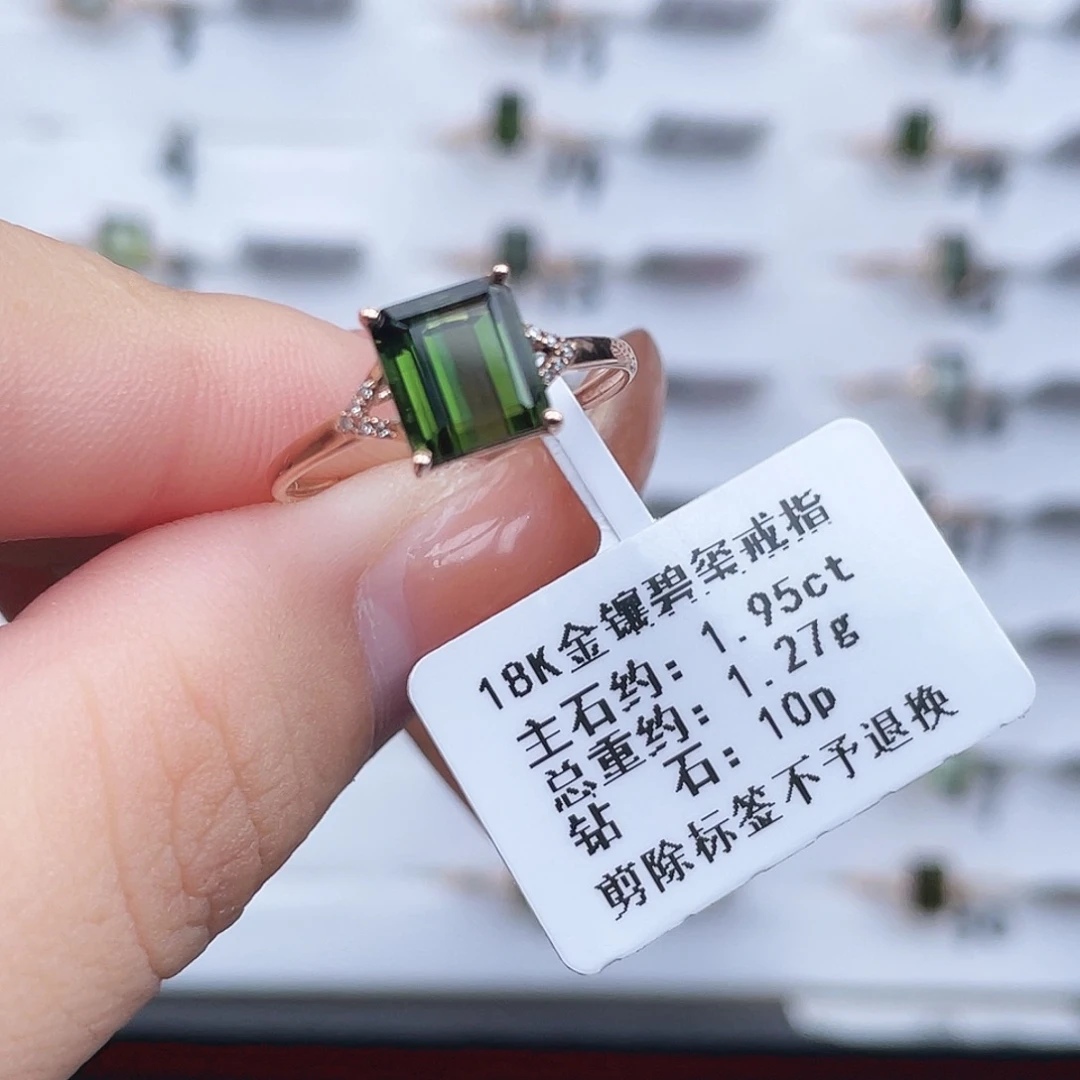 18K金镶碧玺戒指
主石约: 1.95ct
总重约: 1.27g
钻 石: 10p
剪除标签不予退换